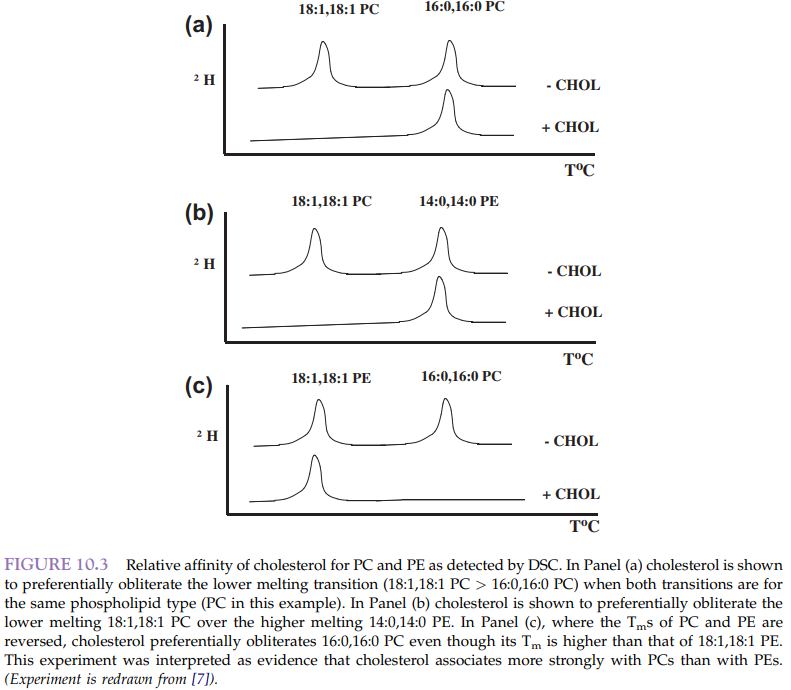 18:1,18:1 PC 16:0,16:0 PC
(a)
² H
- CHOL
+ CHOL
T⁰C
18:1,18:1 PC 14:0,14:0 PE
(b)
² H
- CHOL
+ CHOL
T⁰C
18:1,18:1 PE 16:0,16:0 PC
(c)
² H
- CHOL
+ CHOL
T⁰C
FIGURE 10.3 Relative affinity of cholesterol for PC and PE as detected by DSC. In Panel (a) cholesterol is shown
to preferentially obliterate the lower melting transition (18:1,18:1 PC > 16:0,16:0 PC) when both transitions are for
the same phospholipid type (PC in this example). In Panel (b) cholesterol is shown to preferentially obliterate the
lower melting 18:1,18:1 PC over the higher melting 14:0,14:0 PE. In Panel (c), where the Tₘs of PC and PE are
reversed, cholesterol preferentially obliterates 16:0,16:0 PC even though its Tₘ is higher than that of 18:1,18:1 PE.
This experiment was interpreted as evidence that cholesterol associates more strongly with PCs than with PEs.
(Experiment is redrawn from [7]).